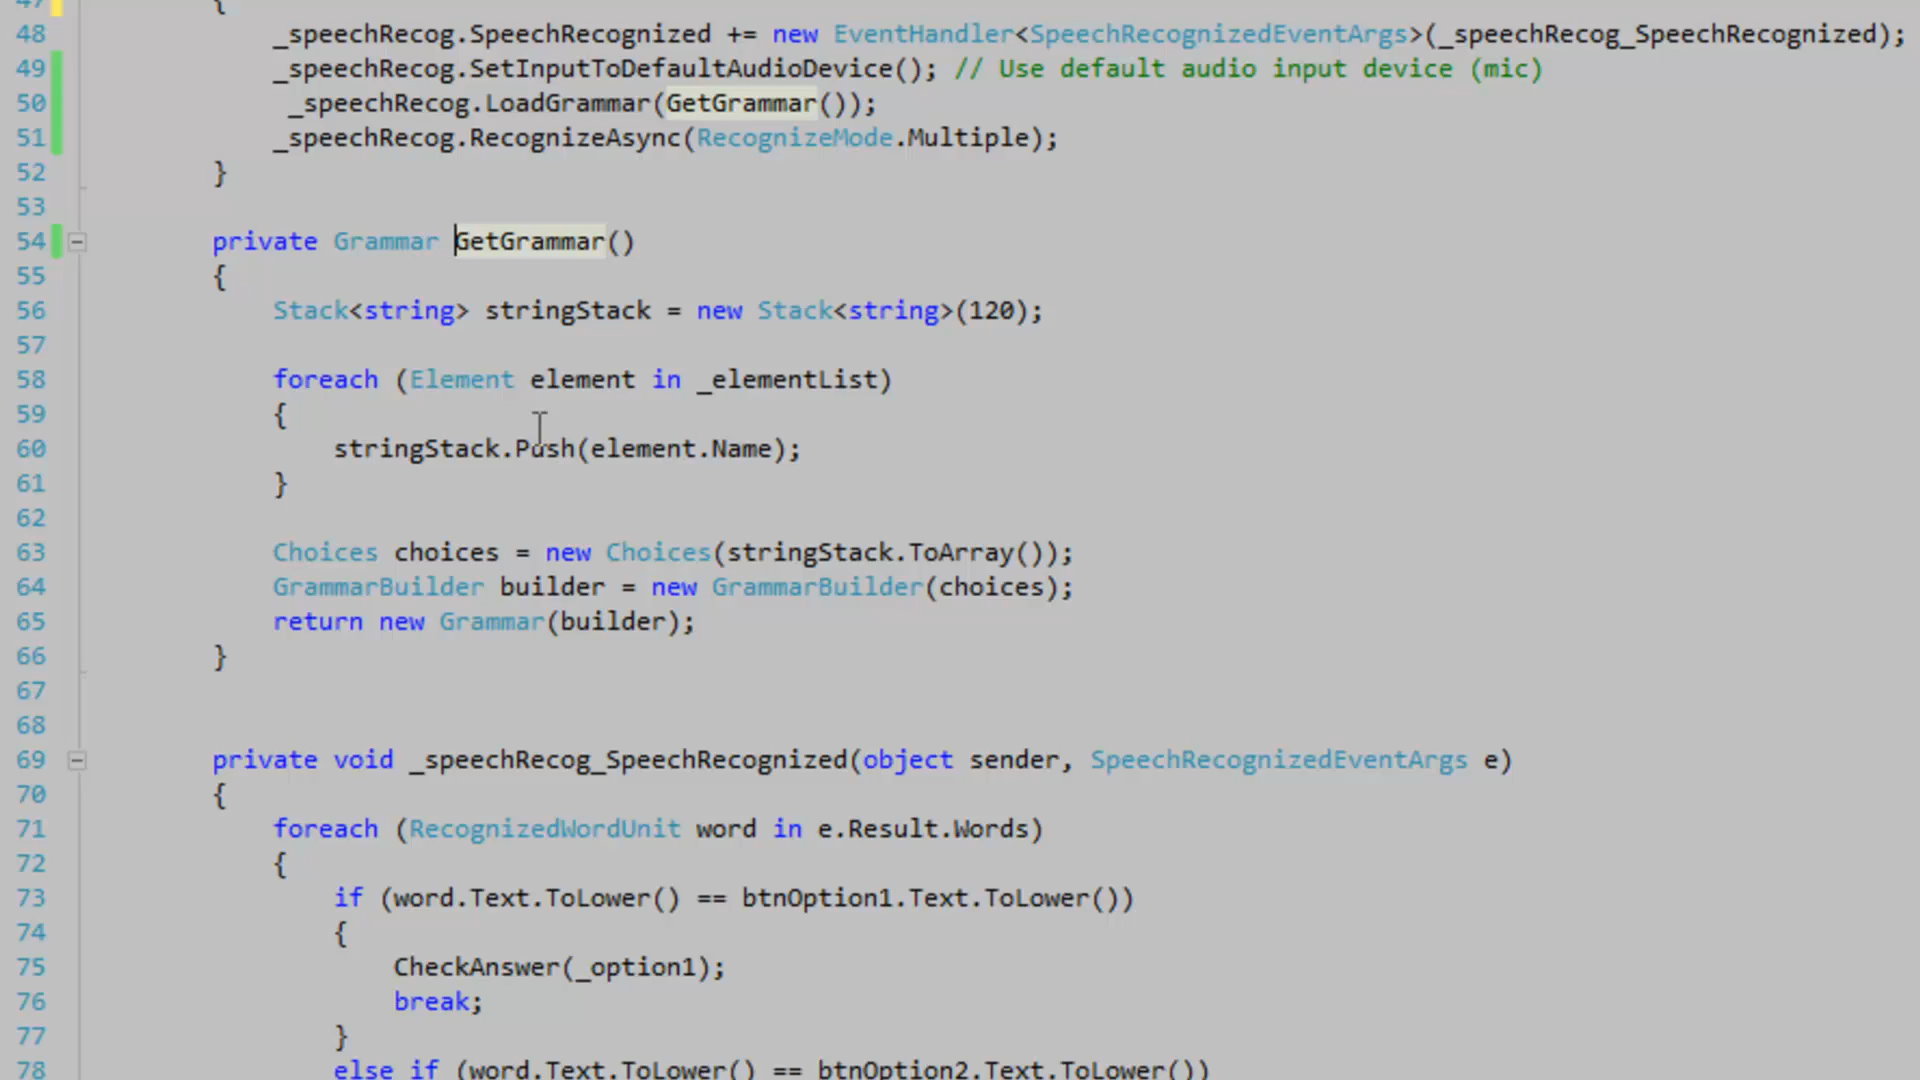 47 {
48 _speechRecog.SpeechRecognized += new EventHandler<SpeechRecognizedEventArgs>(_speechRecog_SpeechRecognized);
49 _speechRecog.SetInputToDefaultAudioDevice(); // Use default audio input device (mic)
50 _speechRecog.LoadGrammar(GetGrammar());
51 _speechRecog.RecognizeAsync(RecognizeMode.Multiple);
52 }
53
54 private Grammar GetGrammar()
55 {
56 Stack<string> stringStack = new Stack<string>(120);
57
58 foreach (Element element in _elementList)
59 {
60 stringStack.Push(element.Name);
61 }
62
63 Choices choices = new Choices(stringStack.ToArray());
64 GrammarBuilder builder = new GrammarBuilder(choices);
65 return new Grammar(builder);
66 }
67
68
69 private void _speechRecog_SpeechRecognized(object sender, SpeechRecognizedEventArgs e)
70 {
71 foreach (RecognizedWordUnit word in e.Result.Words)
72 {
73 if (word.Text.ToLower() == btnOption1.Text.ToLower())
74 {
75 CheckAnswer(_option1);
76 break;
77 }
78 else if (word.Text.ToLower() == btnOption2.Text.ToLower())